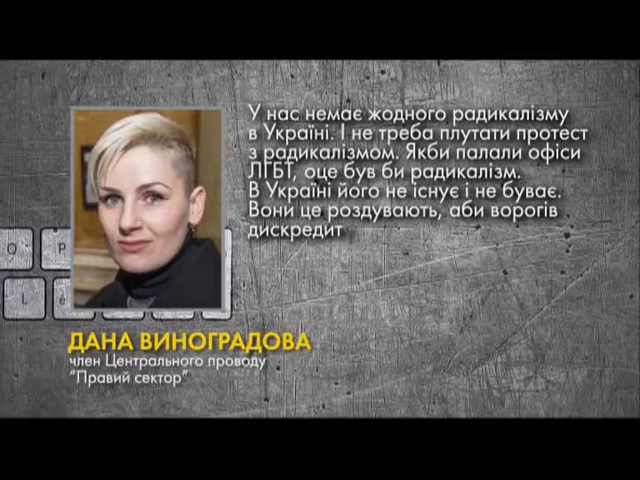 У нас немає жодного радикалізму
в Україні. І не треба плутати протест
з радикалізмом. Якби палали офіси
ЛГБТ, оце був би радикалізм.
В Україні його не існує і не буває.
Вони це роздувають, аби ворогів
дискредит
O P
L
ДАНА ВИНОГРАДОВА
член Центрального проводу
"Правий сектор"